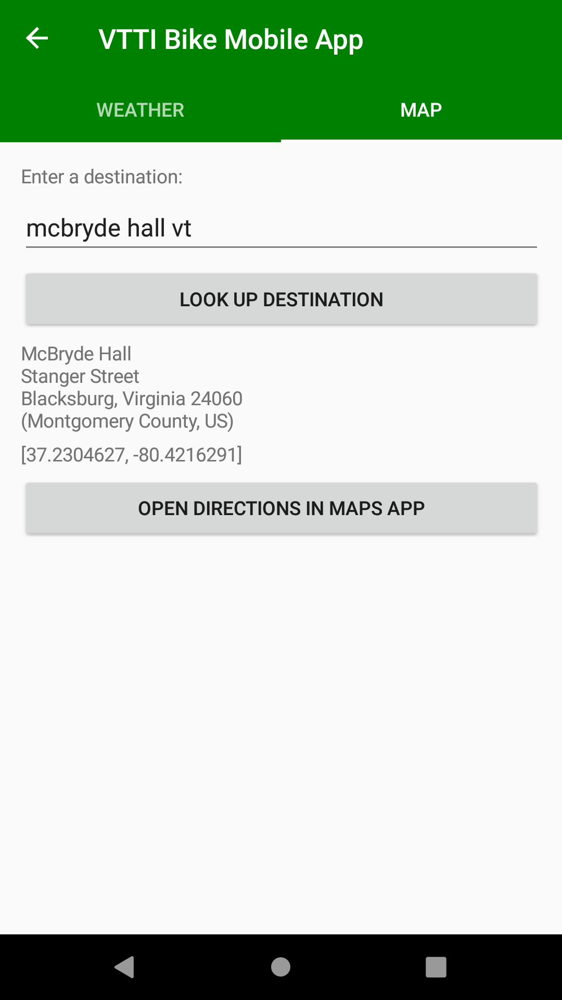 VTTI Bike Mobile App
WEATHER
MAP
Enter a destination:
mcbryde hall vt
LOOK UP DESTINATION
McBryde Hall
Stanger Street
Blacksburg, Virginia 24060
(Montgomery County, US)
[37.2304627, -80.4216291]
OPEN DIRECTIONS IN MAPS APP